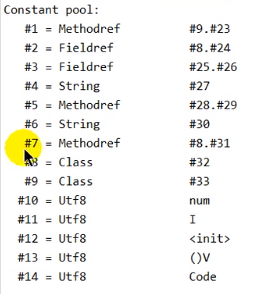 Constant pool:
#1 = Methodref #9.#23
#2 = Fieldref #8.#24
#3 = Fieldref #25.#26
#4 = String #27
#5 = Methodref #28.#29
#6 = String #30
#7 = Methodref #8.#31
#8 = Class #32
#9 = Class #33
#10 = Utf8 num
#11 = Utf8 I
#12 = Utf8 <init>
#13 = Utf8 ()V
#14 = Utf8 Code